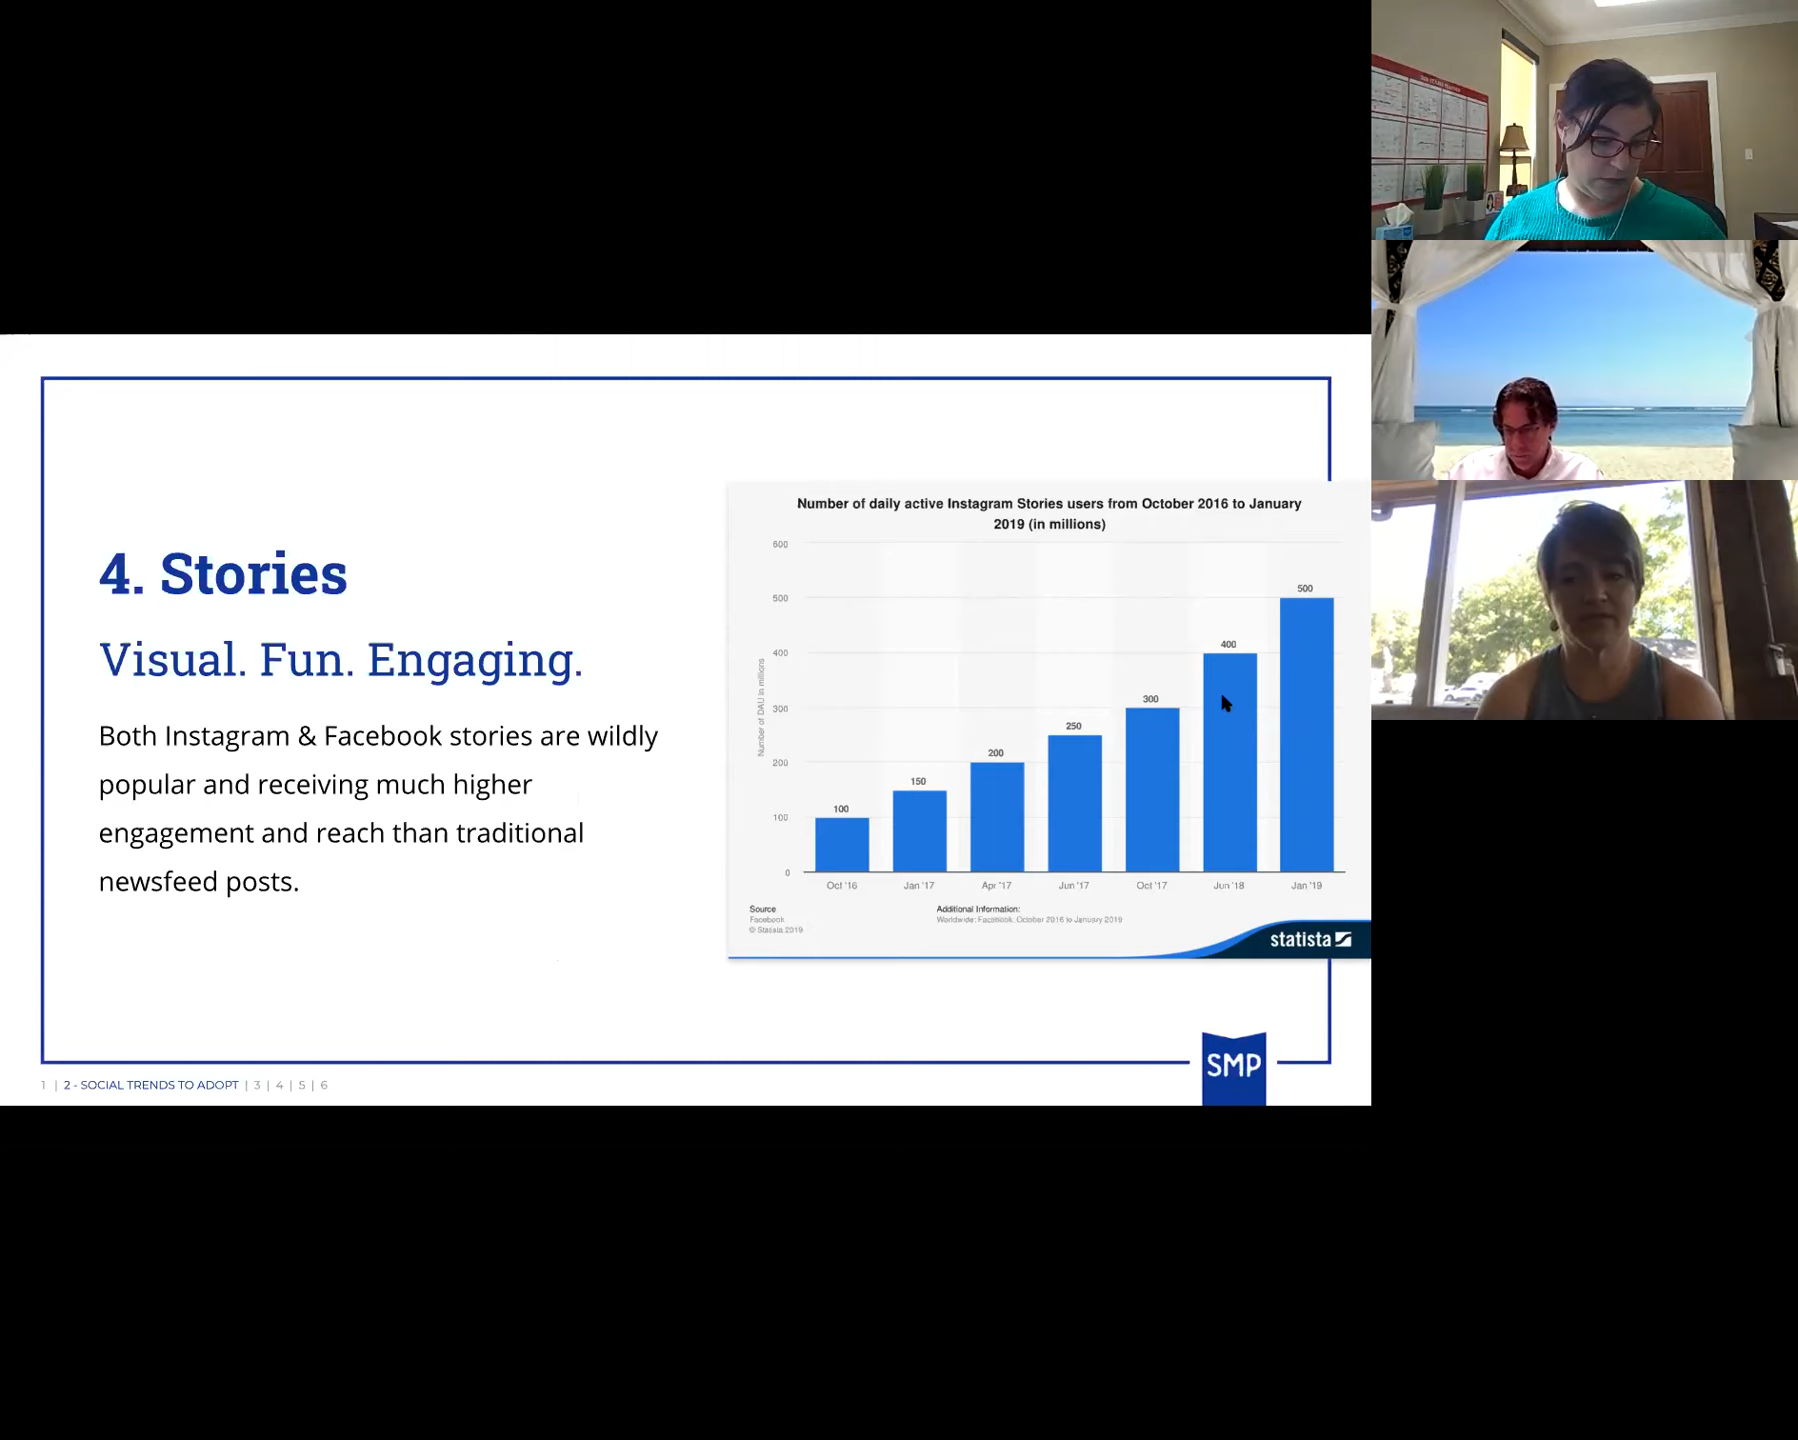 4. Stories
Visual. Fun. Engaging.
Both Instagram & Facebook stories are wildly
popular and receiving much higher
engagement and reach than traditional
newsfeed posts.
Number of daily active Instagram Stories users from October 2016 to January
2019 (in millions)
Number of DAU in millions
600
500
400
300
200
100
0
100
150
200
250
300
400
500
Oct '16
Jan '17
Apr '17
Jun '17
Oct '17
Jun '18
Jan '19
Source
Facebook
© Statista 2019
Additional Information:
Worldwide; Facebook; October 2016 to January 2019
statista
SMP
1 | 2 - SOCIAL TRENDS TO ADOPT | 3 | 4 | 5 | 6